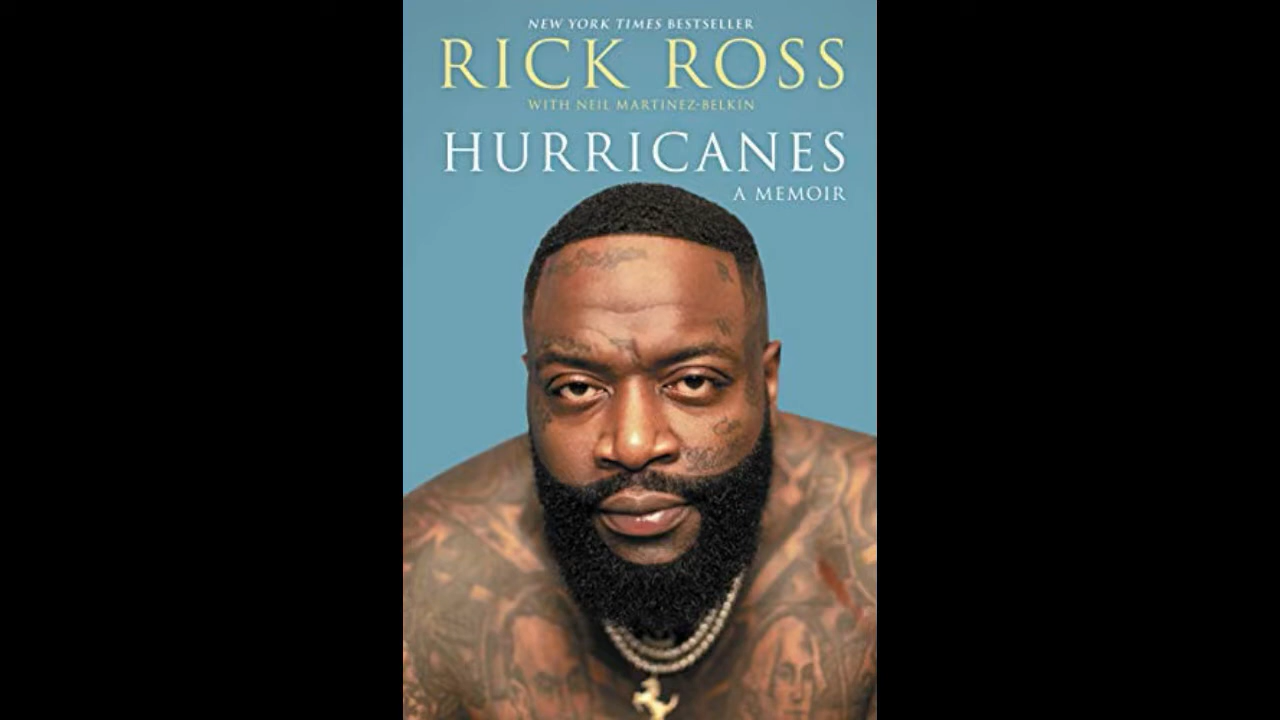 NEW YORK TIMES BESTSELLER
RICK ROSS
WITH NEIL MARTINEZ-BELKIN
HURRICANES
A MEMOIR